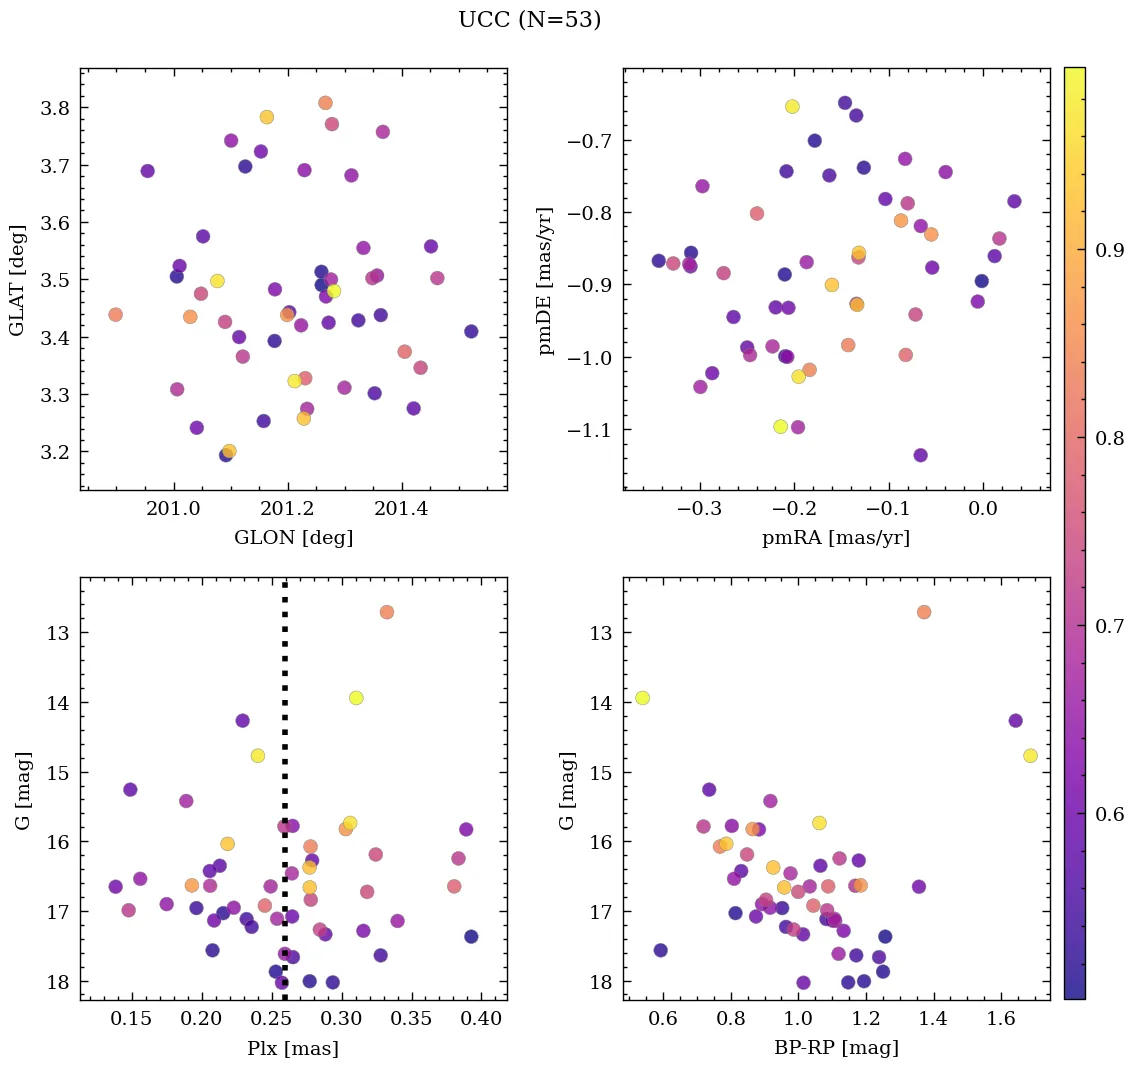 UCC (N=53)
3.8
3.7
3.6
3.5
3.4
3.3
3.2
GLAT [deg]
201.0 201.2 201.4
GLON [deg]
−0.7
−0.8
−0.9
−1.0
−1.1
pmDE [mas/yr]
−0.3 −0.2 −0.1 0.0
pmRA [mas/yr]
13
14
15
16
17
18
G [mag]
0.15 0.20 0.25 0.30 0.35 0.40
Plx [mas]
13
14
15
16
17
18
G [mag]
0.6 0.8 1.0 1.2 1.4 1.6
BP-RP [mag]
0.9
0.8
0.7
0.6